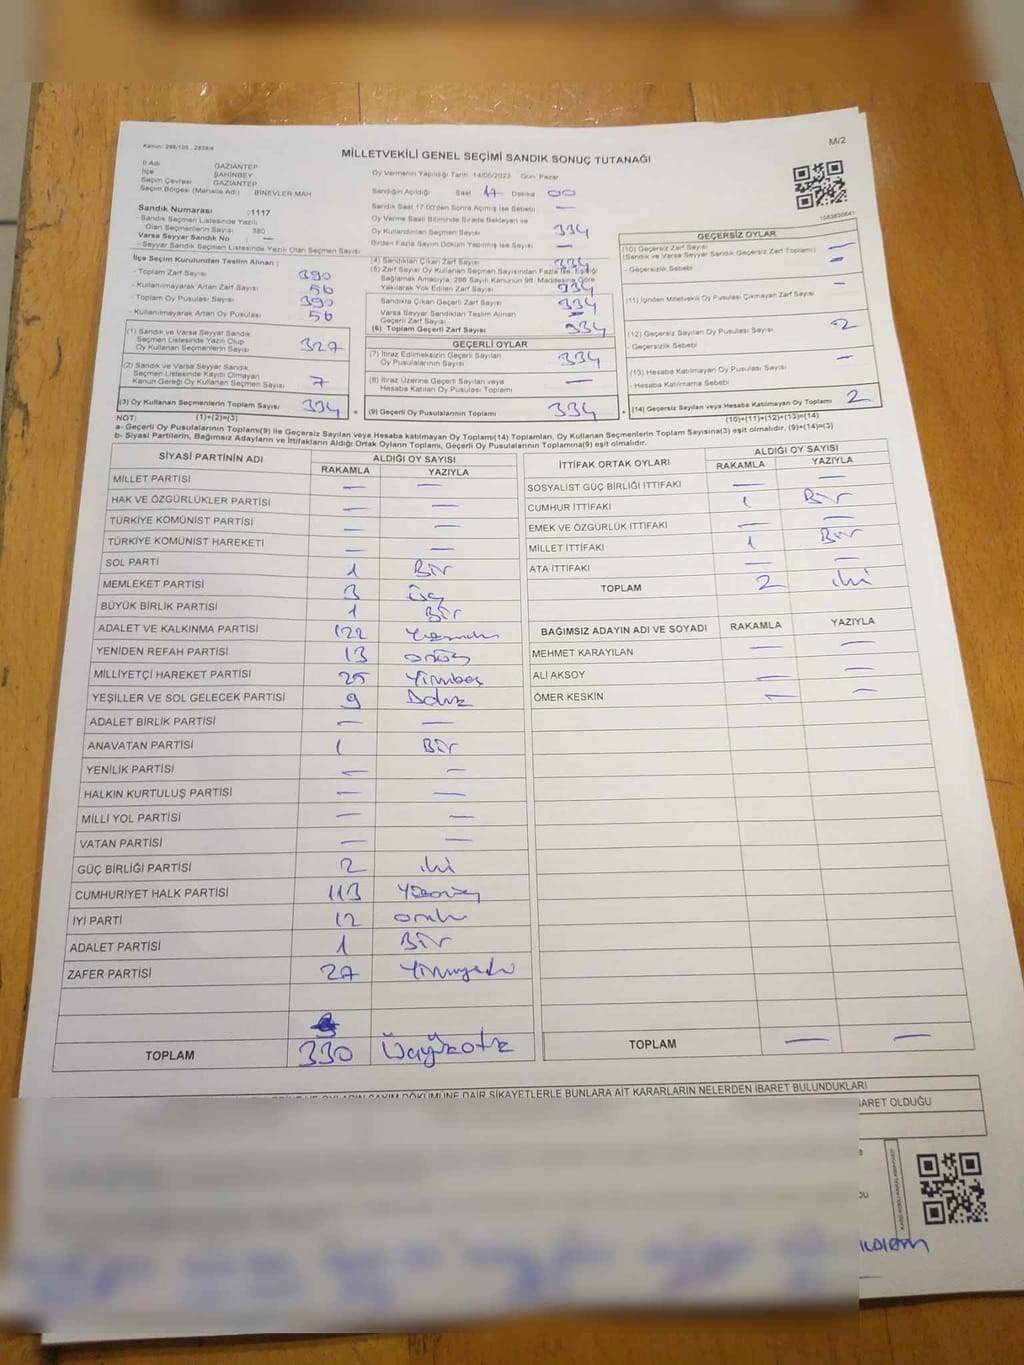 Kanun: 298/105 , 2839/4
M/2
MİLLETVEKİLİ GENEL SEÇİMİ SANDIK SONUÇ TUTANAĞI
İl Adı : GAZİANTEP
İlçe : ŞAHİNBEY
Seçim Çevresi : GAZİANTEP
Seçim Bölgesi (Mahalle Adı) : BİNEVLER MAH
Sandık Numarası :1117
- Sandık Seçmen Listesinde Yazılı
Olan Seçmenlerin Sayısı : 380
Varsa Seyyar Sandık No : —
- Seyyar Sandık Seçmen Listesinde Yazılı Olan Seçmen Sayısı
Oy Vermenin Yapıldığı Tarih: 14/05/2023 Gün: Pazar
Sandığın Açıldığı Saat 17 Dakika 00
Sandık Saat 17:00'den Sonra Açılmış İse Sebebi: —
Oy Verme Saati Bitiminde Sırada Bekleyen ve
Oy Kullandırılan Seçmen Sayısı : 334
Birden Fazla Sayım Döküm Yapılmış İse Sayısı : —
1083830641
İlçe Seçim Kurulundan Teslim Alınan ;
- Toplam Zarf Sayısı : 390
- Kullanılmayarak Artan Zarf Sayısı : 56
- Toplam Oy Pusulası Sayısı : 390
- Kullanılmayarak Artan Oy Pusulası : 56
(1) Sandık ve Varsa Seyyar Sandık
Seçmen Listesinde Yazılı Olup
Oy Kullanan Seçmenlerin Sayısı : 327
(2) Sandık ve Varsa Seyyar Sandık
Seçmen Listesinde Kayıtlı Olmayan
Kanun Gereği Oy Kullanan Seçmen Sayısı : 7
(3) Oy Kullanan Seçmenlerin Toplam Sayısı : 334
(1)+(2)=(3)
(4) Sandıktan Çıkan Zarf Sayısı : 334
(5) Zarf Sayısı Oy Kullanan Seçmen Sayısından Fazla İse, Eşitliği
Sağlamak Amacıyla; 298 Sayılı Kanunun 98. Maddesine Göre
Yakılarak Yok Edilen Zarf Sayısı : 334
Sandıkta Çıkan Geçerli Zarf Sayısı : 334
Varsa Seyyar Sandıktan Teslim Alınan
Geçerli Zarf Sayısı : —
(6) Toplam Geçerli Zarf Sayısı : 334
GEÇERLİ OYLAR
(7) İtiraz Edilmeksizin Geçerli Sayılan
Oy Pusulalarının Sayısı : 334
(8) İtiraz Üzerine Geçerli Sayılan veya
Hesaba Katılan Oy Pusulası Toplamı : —
(9) Geçerli Oy Pusulalarının Toplamı : 334
GEÇERSİZ OYLAR
(10) Geçersiz Zarf Sayısı : —
(Sandık ve Varsa Seyyar Sandık Geçersiz Zarf Toplamı) : —
- Geçersizlik Sebebi
(11) İçinden Milletvekili Oy Pusulası Çıkmayan Zarf Sayısı : —
(12) Geçersiz Sayılan Oy Pusulası Sayısı : 2
- Geçersizlik Sebebi
(13) Hesaba Katılmayan Oy Pusulası Sayısı : —
- Hesaba Katılmama Sebebi
(14) Geçersiz Sayılan veya Hesaba Katılmayan Oy Toplamı : 2
(10)+(11)+(12)+(13)=(14)
NOT:
a- Geçerli Oy Pusulalarının Toplamı(9) ile Geçersiz Sayılan veya Hesaba katılmayan Oy Toplamı(14) Toplamları, Oy Kullanan Seçmenlerin Toplam Sayısına(3) eşit olmalıdır. (9)+(14)=(3)
b- Siyasi Partilerin, Bağımsız Adayların ve İttifakların Aldığı Ortak Oyların Toplamı, Geçerli Oy Pusulalarının Toplamına(9) eşit olmalıdır.
SİYASİ PARTİNİN ADI ALDIĞI OY SAYISI
RAKAMLA YAZIYLA
MİLLET PARTİSİ — —
HAK VE ÖZGÜRLÜKLER PARTİSİ — —
TÜRKİYE KOMÜNİST PARTİSİ — —
TÜRKİYE KOMÜNİST HAREKETİ — —
SOL PARTİ 1 Bir
MEMLEKET PARTİSİ 3 üç
BÜYÜK BİRLİK PARTİSİ 1 Bir
ADALET VE KALKINMA PARTİSİ 122
YENİDEN REFAH PARTİSİ 13 onüç
MİLLİYETÇİ HAREKET PARTİSİ 25 Yirmibeş
YEŞİLLER VE SOL GELECEK PARTİSİ 9 Dokuz
ADALET BİRLİK PARTİSİ — —
ANAVATAN PARTİSİ 1 Bir
YENİLİK PARTİSİ — —
HALKIN KURTULUŞ PARTİSİ — —
MİLLİ YOL PARTİSİ — —
VATAN PARTİSİ — —
GÜÇ BİRLİĞİ PARTİSİ 2 iki
CUMHURİYET HALK PARTİSİ 113
İYİ PARTİ 12 oniki
ADALET PARTİSİ 1 Bir
ZAFER PARTİSİ 27 Yirmiyedi
TOPLAM 330 Üçyüzotuz
İTTİFAK ORTAK OYLARI ALDIĞI OY SAYISI
RAKAMLA YAZIYLA
SOSYALİST GÜÇ BİRLİĞİ İTTİFAKI — —
CUMHUR İTTİFAKI 1 Bir
EMEK VE ÖZGÜRLÜK İTTİFAKI — —
MİLLET İTTİFAKI 1 Bir
ATA İTTİFAKI — —
TOPLAM 2 iki
BAĞIMSIZ ADAYIN ADI VE SOYADI RAKAMLA YAZIYLA
MEHMET KARAYILAN — —
ALİ AKSOY — —
ÖMER KESKİN — —
TOPLAM — —
DÖKÜMÜNE DAİR ŞİKAYETLERLE BUNLARA AİT KARARLARIN NELERDEN İBARET BULUNDUKLARI
İBARET OLDUĞU